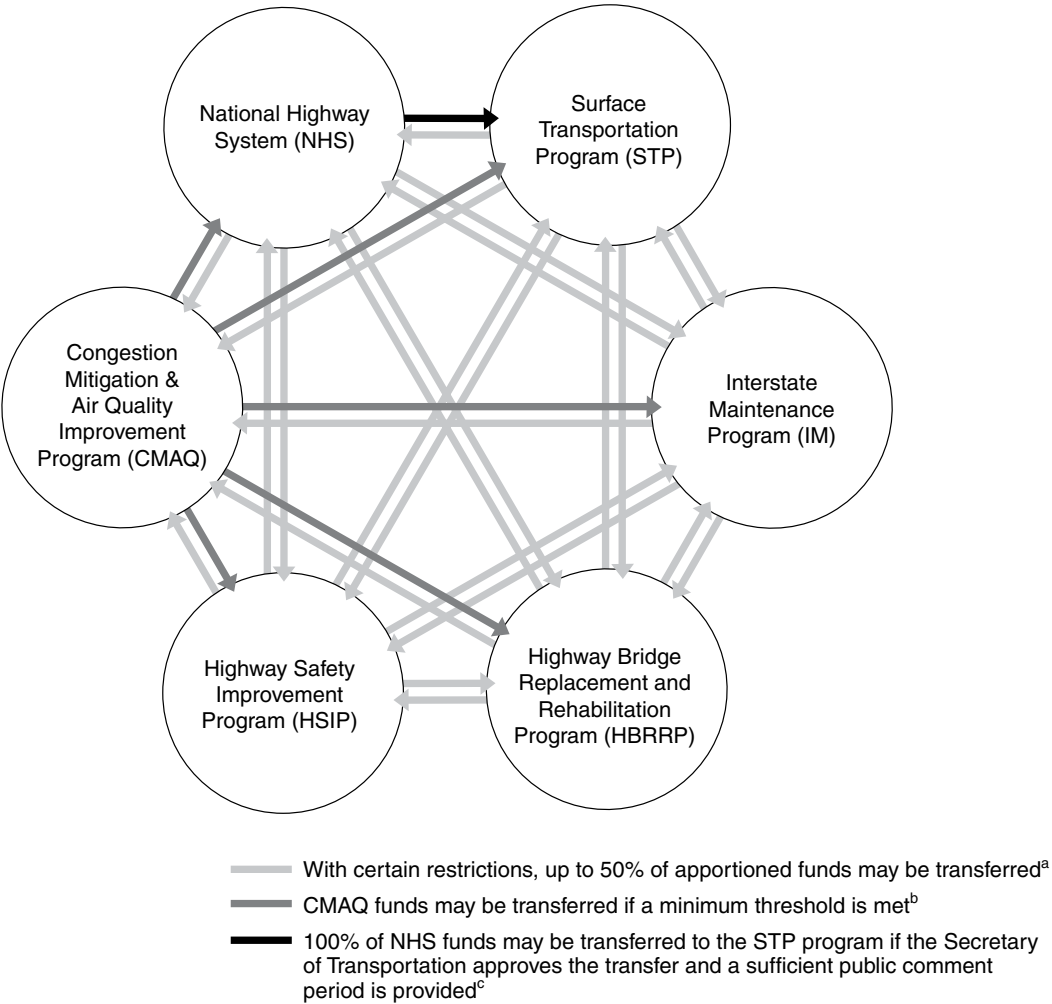 National Highway
System (NHS)
Surface
Transportation
Program (STP)
Congestion
Mitigation &
Air Quality
Improvement
Program (CMAQ)
Interstate
Maintenance
Program (IM)
Highway Safety
Improvement
Program (HSIP)
Highway Bridge
Replacement and
Rehabilitation
Program (HBRRP)
With certain restrictions, up to 50% of apportioned funds may be transferredᵃ
CMAQ funds may be transferred if a minimum threshold is metᵇ
100% of NHS funds may be transferred to the STP program if the Secretary
of Transportation approves the transfer and a sufficient public comment
period is providedᶜ